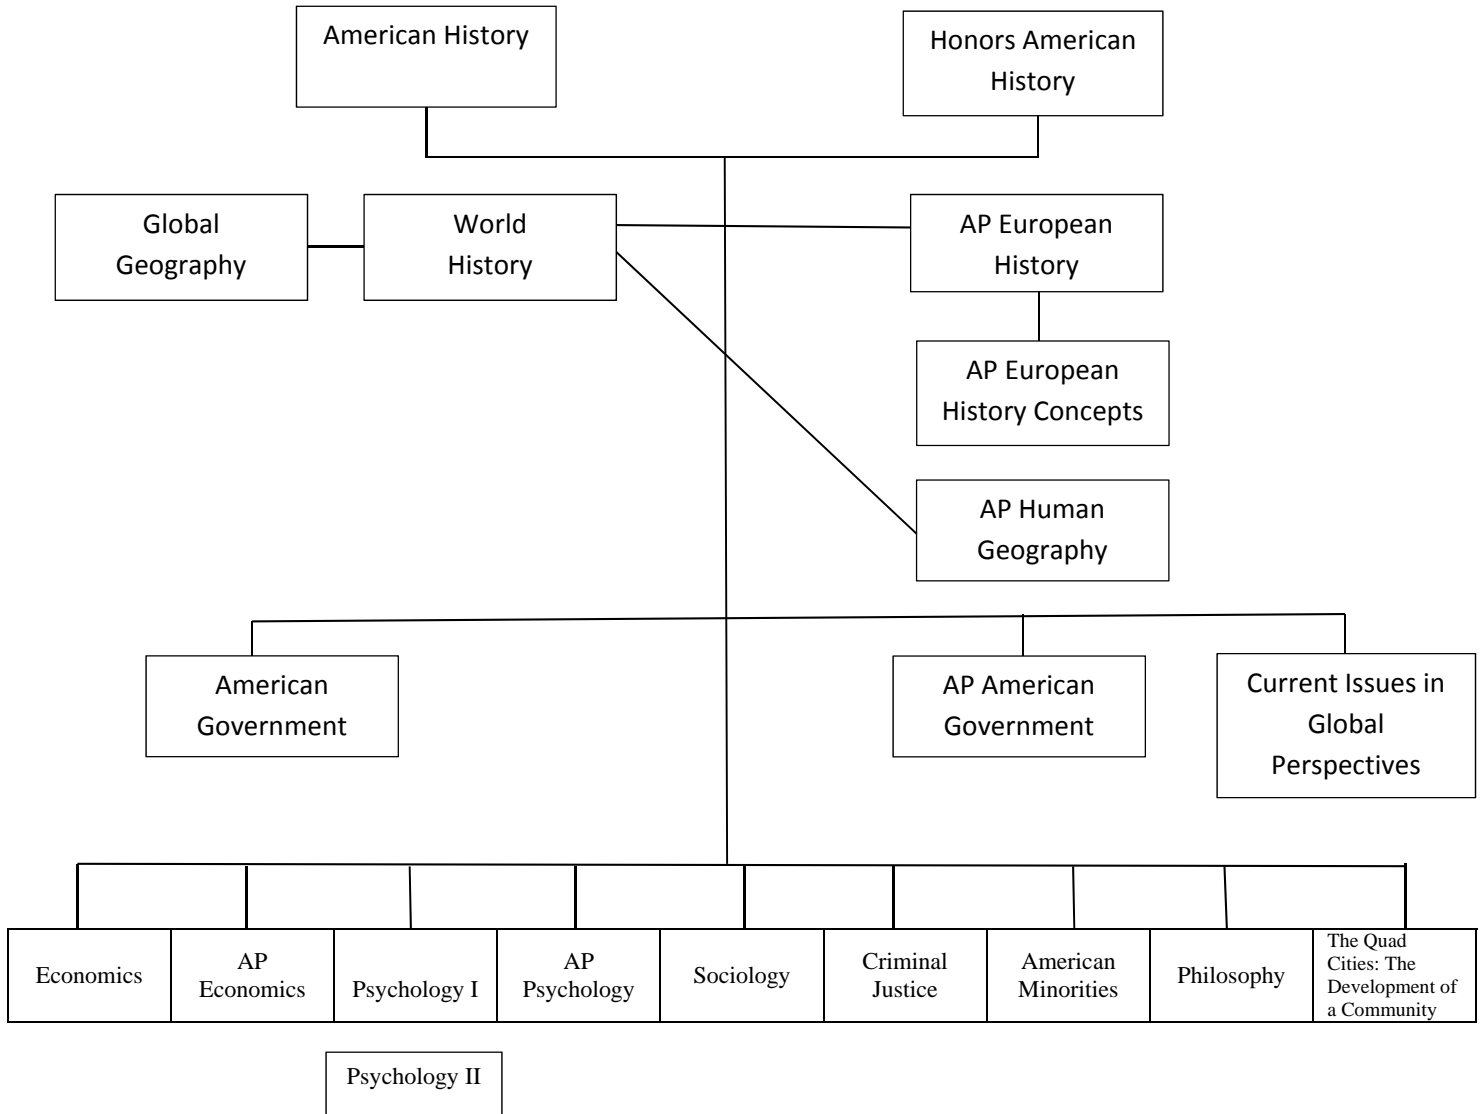 American History
Honors American
History
Global
Geography
World
History
AP European
History
AP European
History Concepts
AP Human
Geography
American
Government
AP American
Government
Current Issues in
Global
Perspectives
Economics
AP
Economics
Psychology I
AP
Psychology
Sociology
Criminal
Justice
American
Minorities
Philosophy
The Quad
Cities: The
Development of
a Community
Psychology II